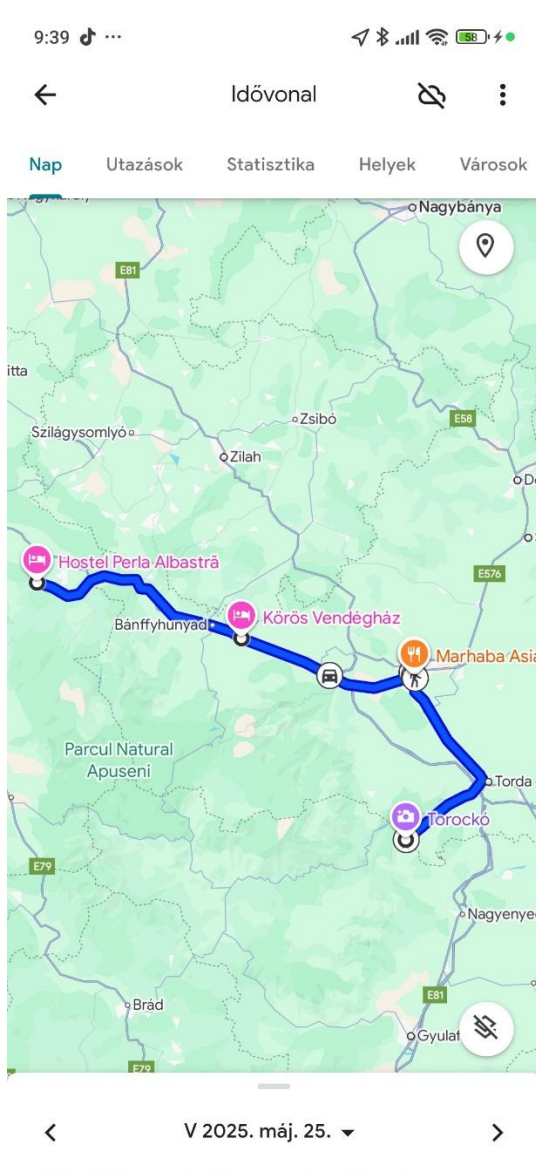 9:39
58
Idővonal
Nap Utazások Statisztika Helyek Városok
Nagybánya
E81
Szilágysomlyó
Zsibó
E58
Zilah
E576
Hostel Perla Albastră
Bánffyhunyad
Körös Vendégház
Marhaba Asia
Parcul Natural
Apuseni
Torda
Torockó
E79
Nagyenye
E81
Brád
Gyulaf
E79
V 2025. máj. 25.